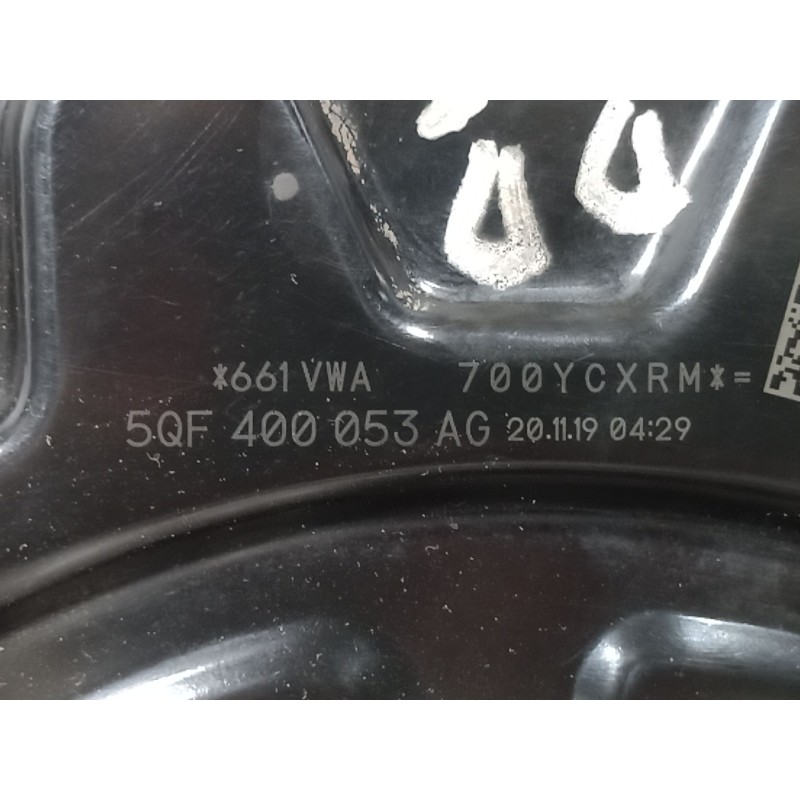 *661VWA 700YCXRM*=
5QF 400 053 AG 20.11.19 04:29